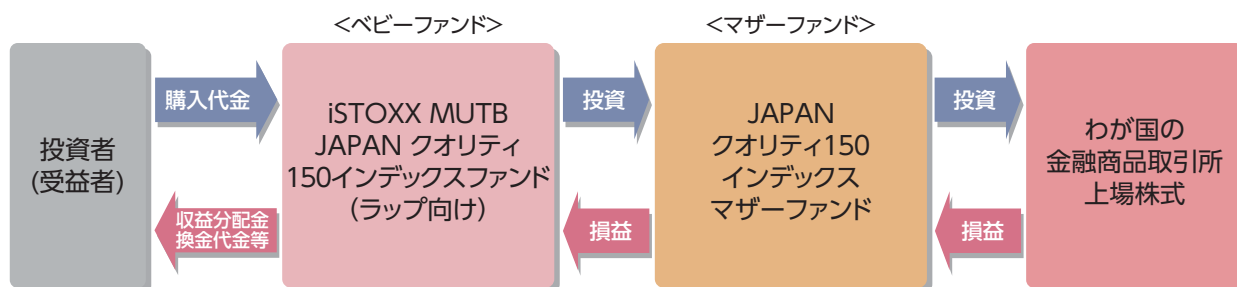 <ベビーファンド>
<マザーファンド>
投資者
(受益者)
購入代金
収益分配金
換金代金等
iSTOXX MUTB
JAPAN クオリティ
150インデックスファンド
(ラップ向け)
投資
損益
JAPAN
クオリティ150
インデックス
マザーファンド
投資
損益
わが国の
金融商品取引所
上場株式